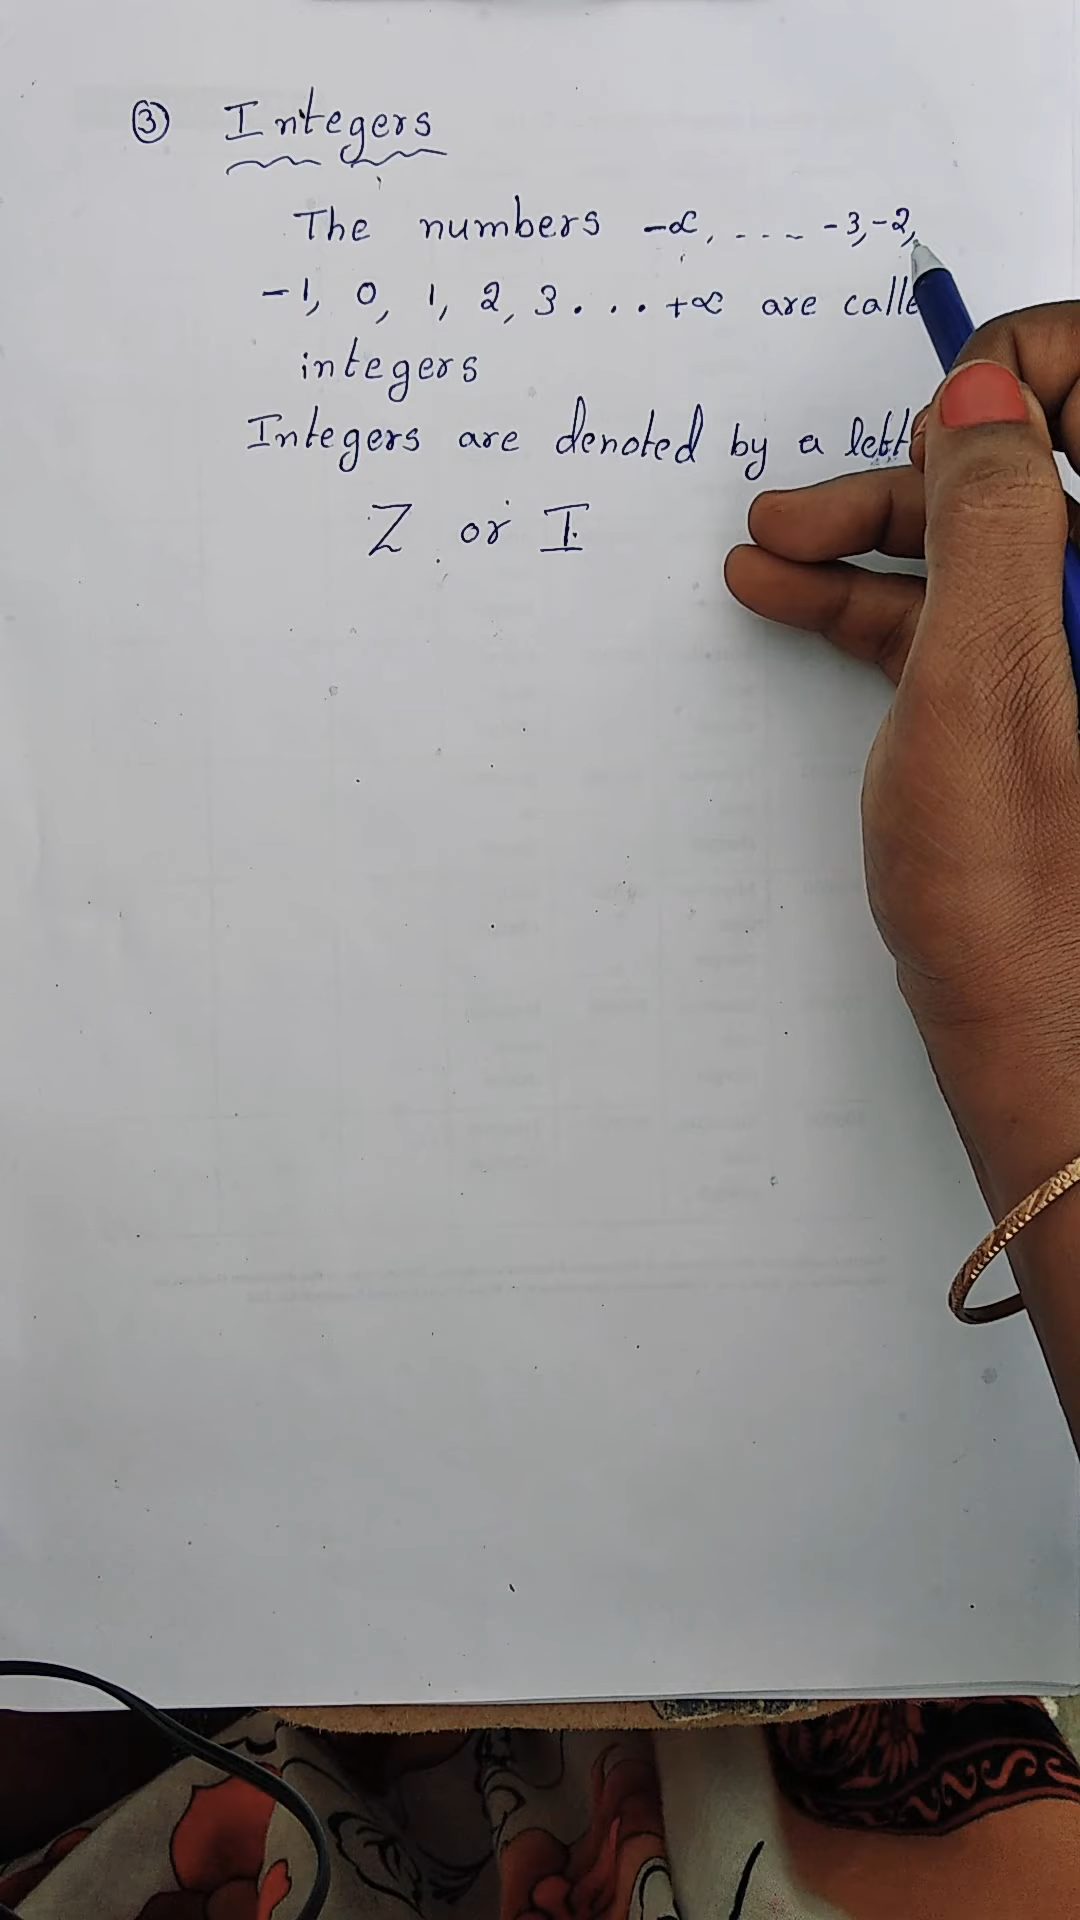 ③ Integers
The numbers -∝, .... -3,-2,
-1, 0, 1, 2, 3 . . . +∝ are calle
integers
Integers are denoted by a lett
Z or I